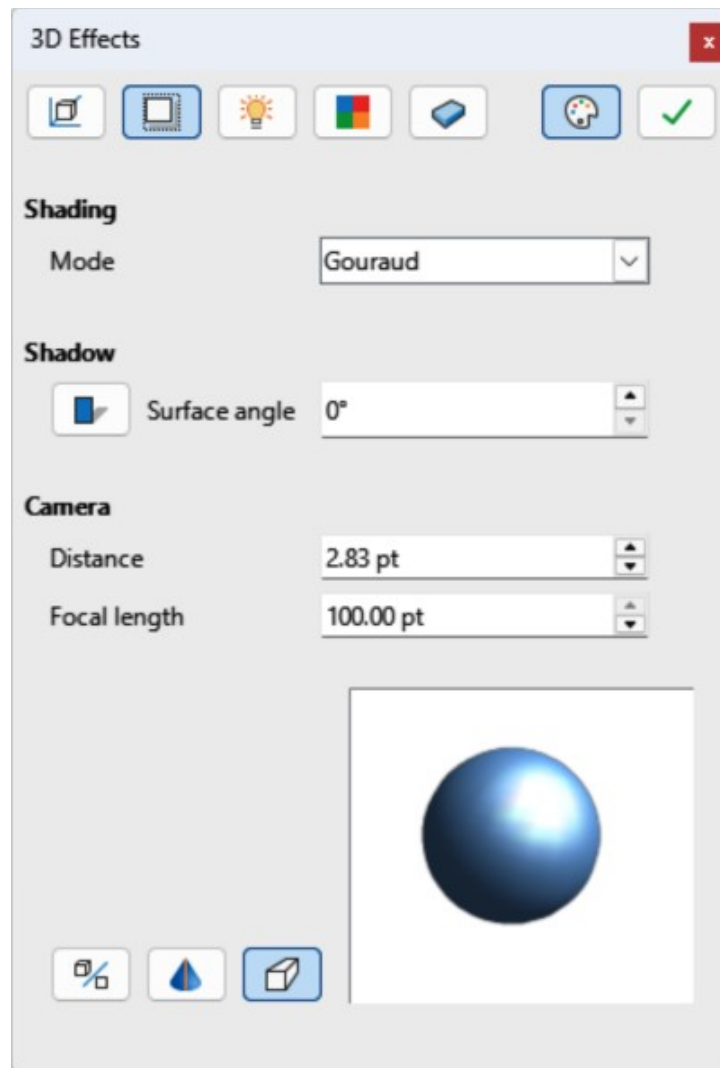 3D Effects
x
Shading
Mode Gouraud
Shadow
Surface angle 0°
Camera
Distance 2.83 pt
Focal length 100.00 pt